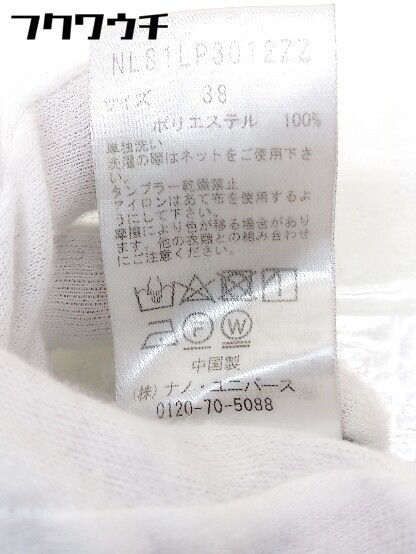 フクワウチ
NL81LP3012ZZ
サイズ 38
ポリエステル 100%
単独洗い
洗濯の際はネットをご使用下さ
い。
タンブラー乾燥禁止
アイロンはあて布を使用するよ
うにして下さい。
摩擦により色が移る場合があり
ます。他の衣類との組み合わせ
にご注意ください。
F W
中国製
(株)ナノ・ユニバース
0120-70-5088